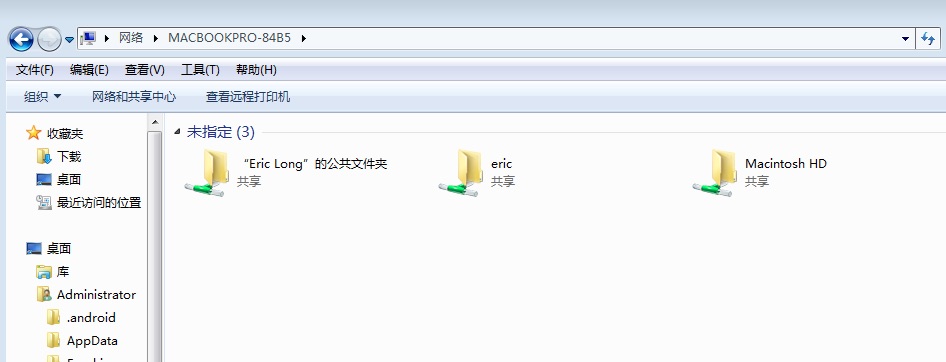 网络 MACBOOKPRO-84B5
文件(F) 编辑(E) 查看(V) 工具(T) 帮助(H)
组织 网络和共享中心 查看远程打印机
收藏夹
下载
桌面
最近访问的位置
桌面
库
Administrator
.android
AppData
未指定 (3)
“Eric Long”的公共文件夹
共享
eric
共享
Macintosh HD
共享